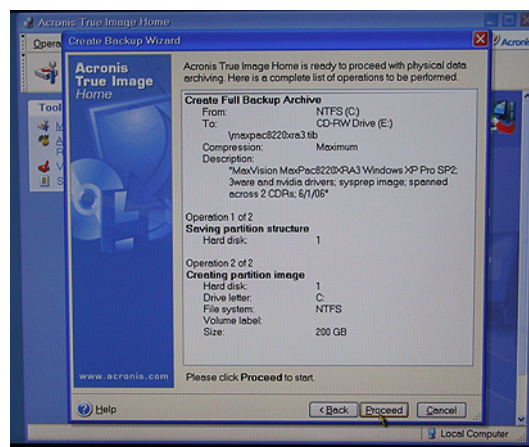 Acronis True Image Home
Opera
Create Backup Wizard
Acronis
Acronis
True Image
Home
Acronis True Image Home is ready to proceed with physical data
archiving. Here is a complete list of operations to be performed.
Create Full Backup Archive
From: NTFS (C:)
To: CD-RW Drive (E:)
\maxpac8220xra3.tib
Compression: Maximum
Description:
"MaxVision MaxPac8220XRA3 Windows XP Pro SP2;
3ware and nvidia drivers; sysprep image; spanned
across 2 CDRs; 6/1/06"
Operation 1 of 2
Saving partition structure
Hard disk: 1
Operation 2 of 2
Creating partition image
Hard disk: 1
Drive letter: C:
File system: NTFS
Volume label:
Size: 200 GB
Tool
M
A
R
V
S
www.acronis.com
Please click Proceed to start.
Help
< Back
Proceed
Cancel
Local Computer